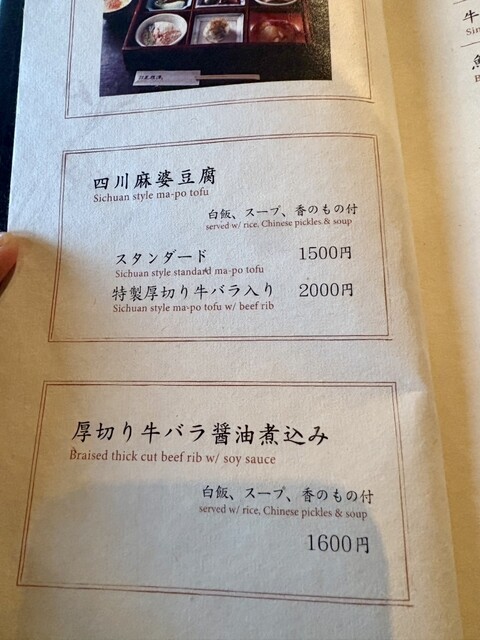 四川麻婆豆腐
Sichuan style ma-po tofu
白飯、スープ、香のもの付
served w/ rice, Chinese pickles & soup
スタンダード 1500円
Sichuan style standard ma-po tofu
特製厚切り牛バラ入り 2000円
Sichuan style ma-po tofu w/ beef rib
厚切り牛バラ醤油煮込み
Braised thick cut beef rib w/ soy sauce
白飯、スープ、香のもの付
served w/ rice, Chinese pickles & soup
1600円
牛